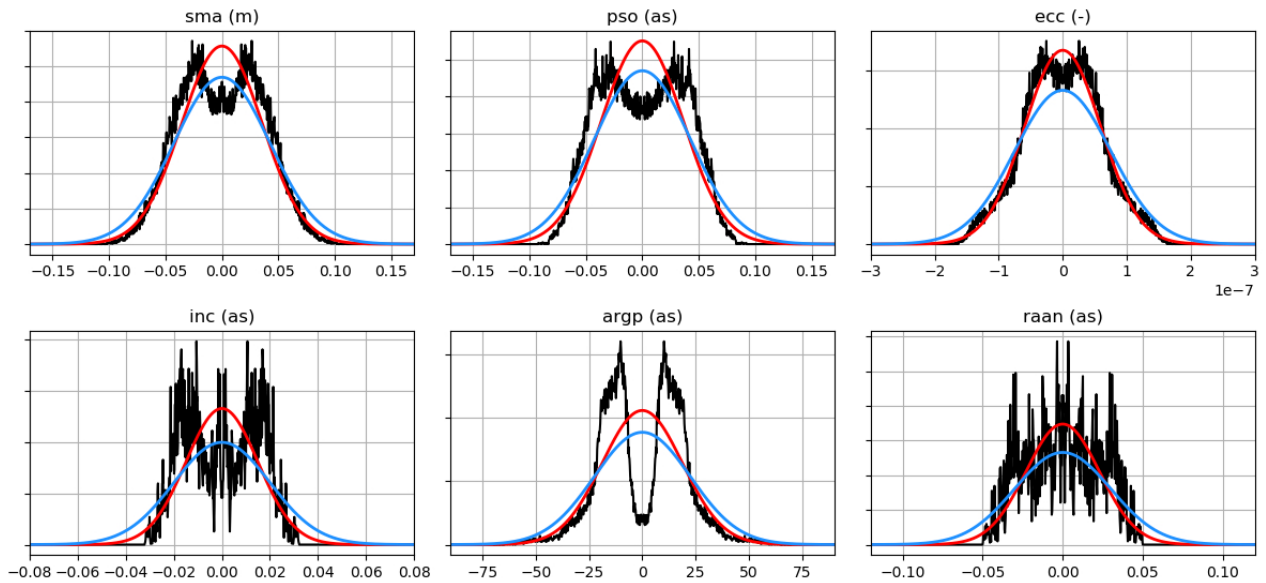 sma (m)
pso (as)
ecc (-)
−0.15 −0.10 −0.05 0.00 0.05 0.10 0.15
−0.15 −0.10 −0.05 0.00 0.05 0.10 0.15
−3 −2 −1 0 1 2 3
1e−7
inc (as)
argp (as)
raan (as)
−0.08 −0.06 −0.04 −0.02 0.00 0.02 0.04 0.06 0.08
−75 −50 −25 0 25 50 75
−0.10 −0.05 0.00 0.05 0.10